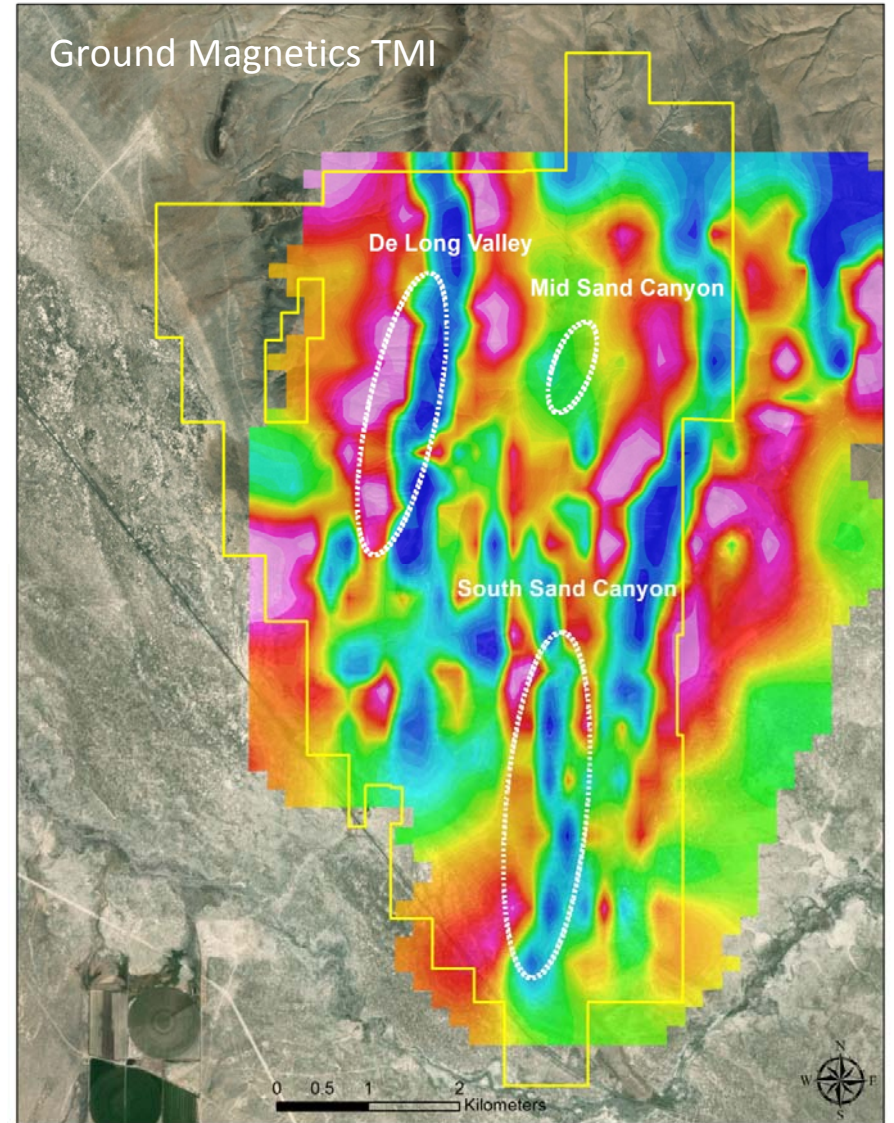 Ground Magnetics TMI
De Long Valley
Mid Sand Canyon
South Sand Canyon
0 0.5 1 2
Kilometers
N
W E
S